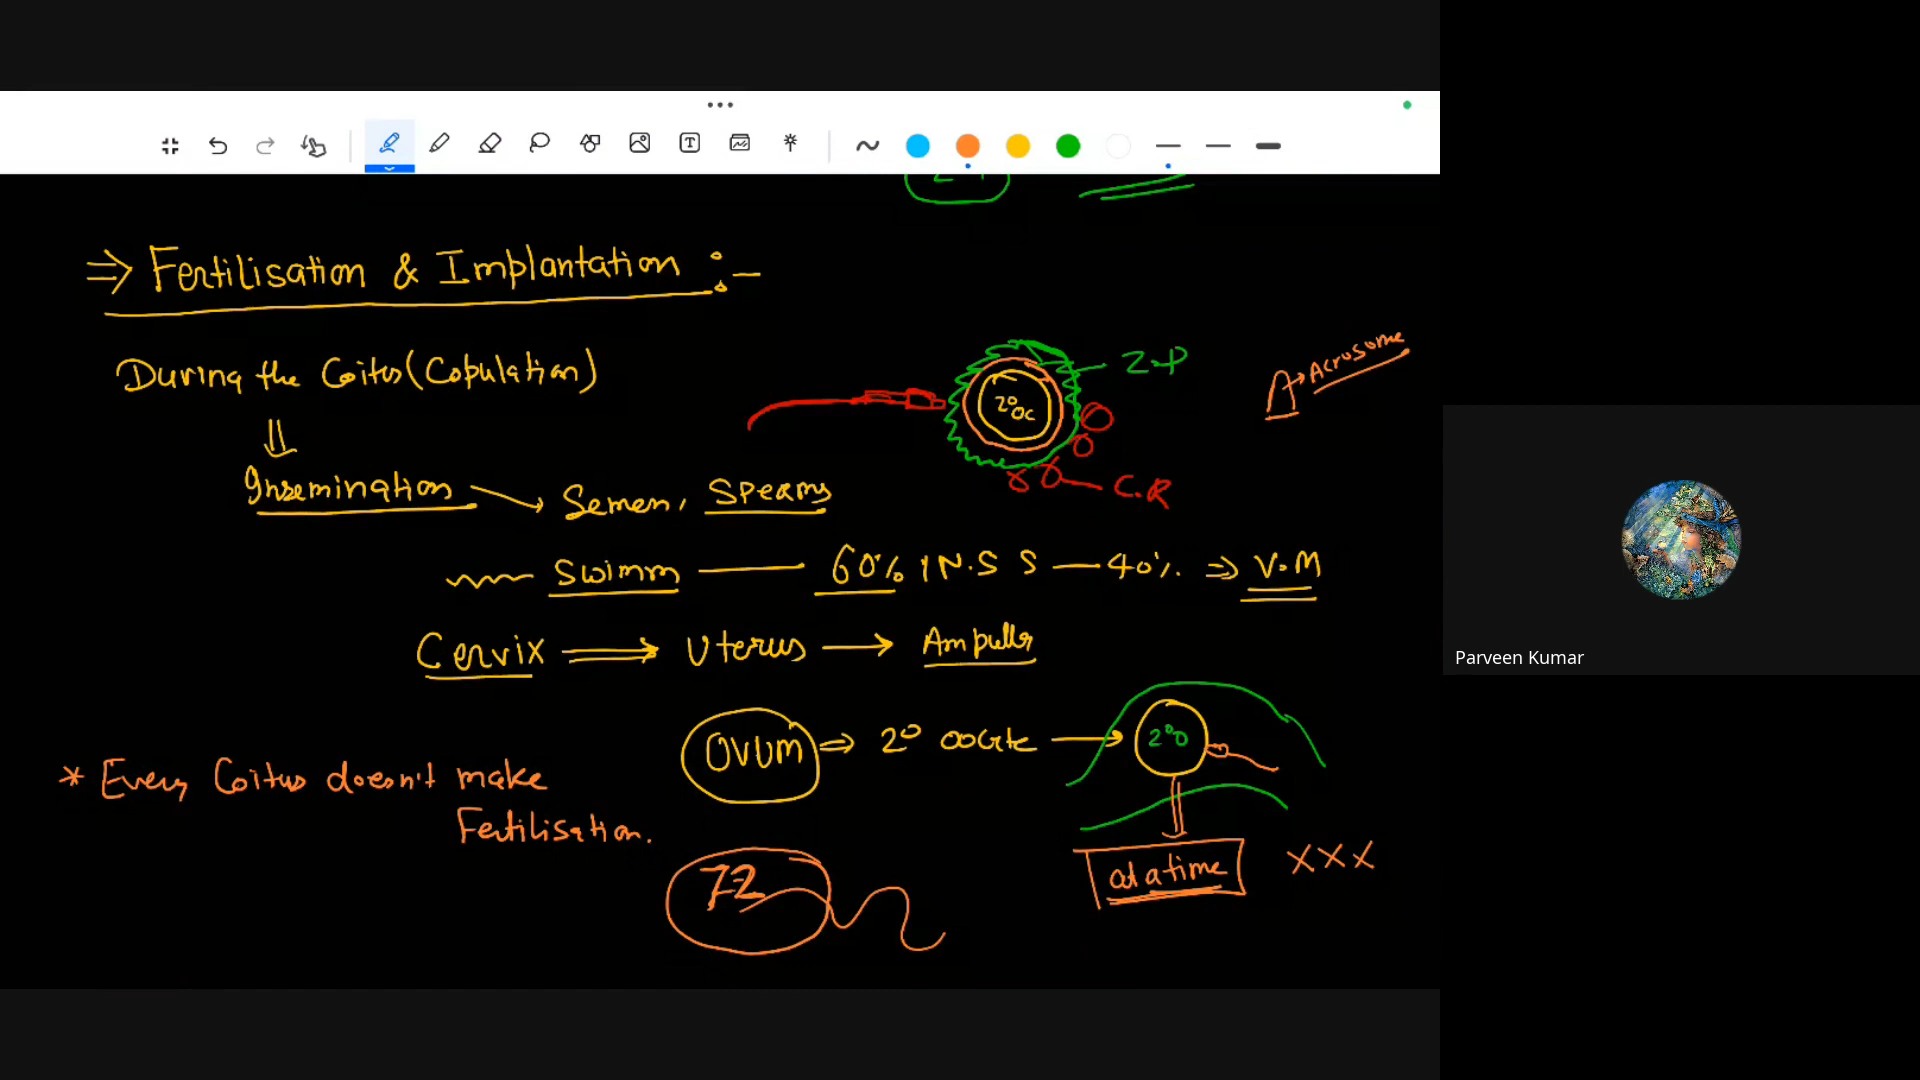 ⇒ Fertilisation & Implantation :-
During the Coitus (Copulation)
Z.P
Acrosome
2° Oc
Insemination → Semen, Sperms
C.R
Swimm — 60% N.S S — 40% ⇒ V.M
Cervix ⇒ Uterus → Ampulla
OVUM ⇒ 2° oocyte → 2°O
* Every Coitus doesn't make
Fertilisation.
72
at a time XXX
Parveen Kumar